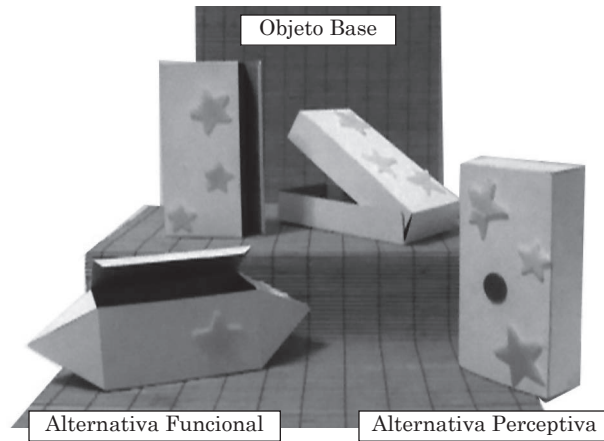 Objeto Base
Alternativa Funcional
Alternativa Perceptiva